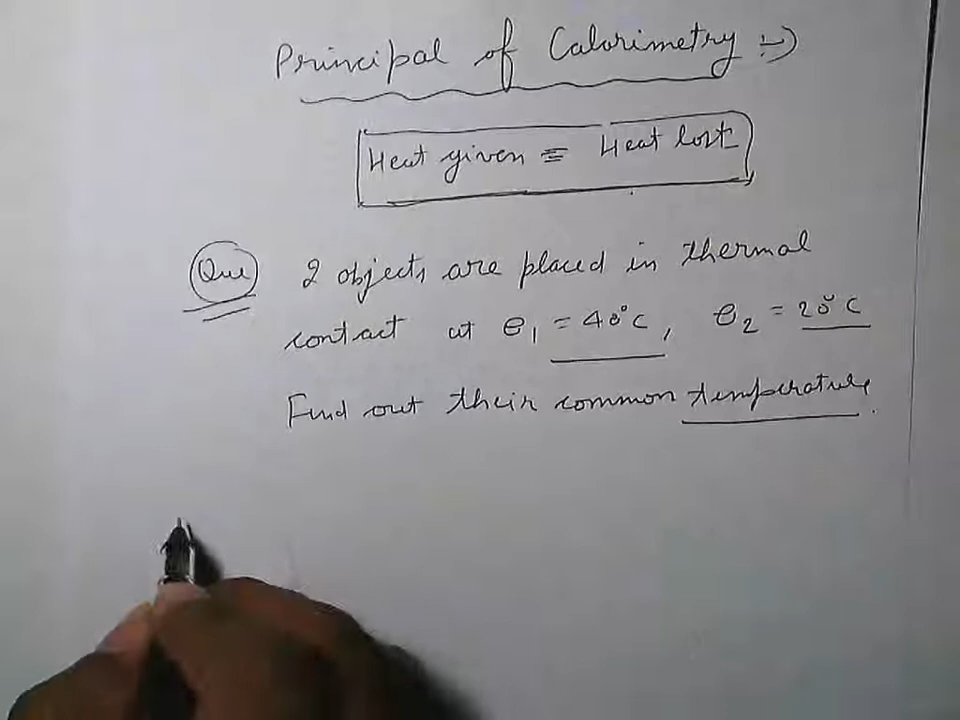 Principal of Calorimetry :-)
Heat given = Heat lost
Que 2 objects are placed in thermal
contact at θ1 = 40°C, θ2 = 20°C
Find out their common temperature.